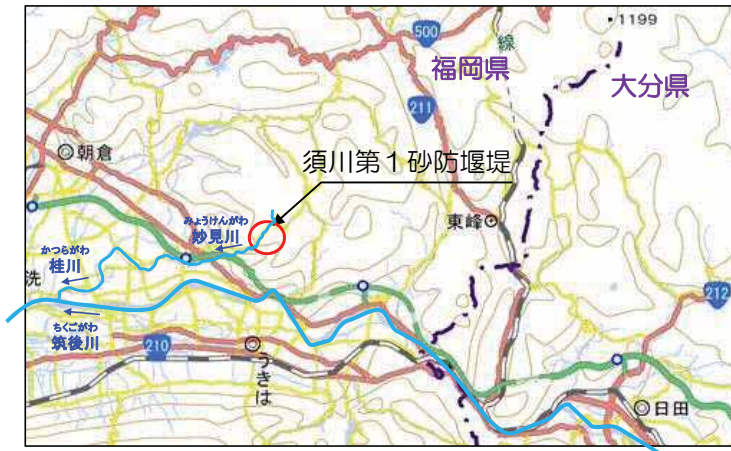 1199
500
線
福岡県
大分県
211
朝倉
須川第１砂防堰堤
東峰
みょうけんがわ
妙見川
かつらがわ
桂川
洗
212
ちくごがわ
筑後川
210
うきは
日田